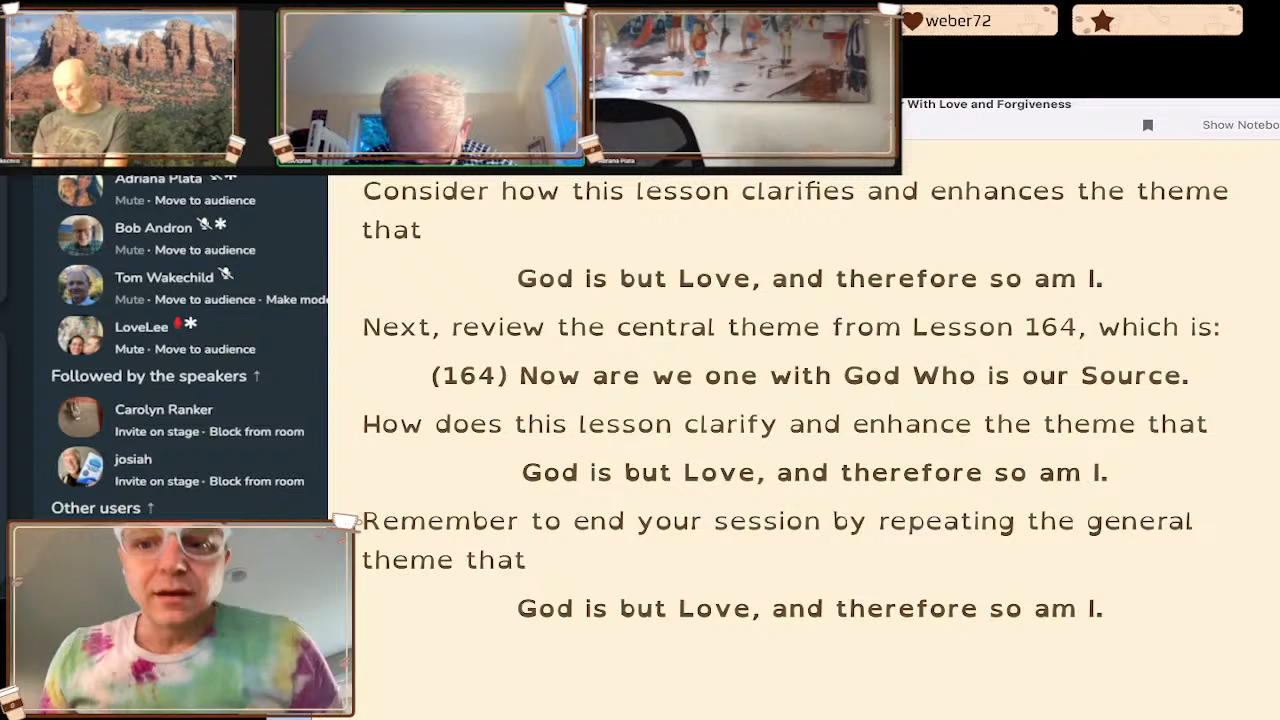 weber72
With Love and Forgiveness
Show Notebo
Adriana Plata
Adriana Plata
Mute · Move to audience
Bob Andron
Mute · Move to audience
Tom Wakechild
Mute · Move to audience · Make mode
LoveLee
Mute · Move to audience
Followed by the speakers ↑
Carolyn Ranker
Invite on stage · Block from room
josiah
Invite on stage · Block from room
Other users ↑
Consider how this lesson clarifies and enhances the theme
that
God is but Love, and therefore so am I.
Next, review the central theme from Lesson 164, which is:
(164) Now are we one with God Who is our Source.
How does this lesson clarify and enhance the theme that
God is but Love, and therefore so am I.
Remember to end your session by repeating the general
theme that
God is but Love, and therefore so am I.